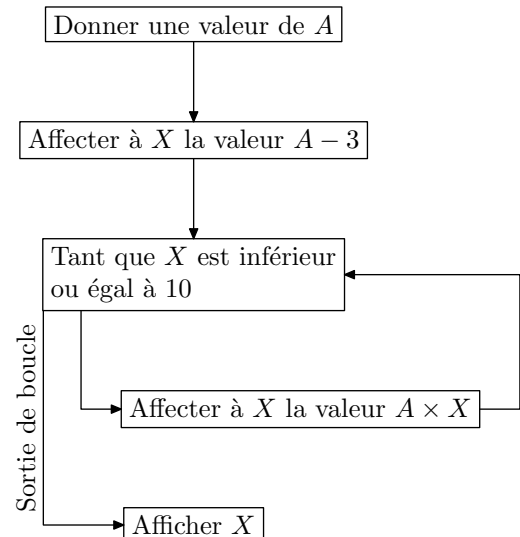 Donner une valeur de A
Affecter à X la valeur A − 3
Tant que X est inférieur
ou égal à 10
Sortie de boucle
Affecter à X la valeur A × X
Afficher X